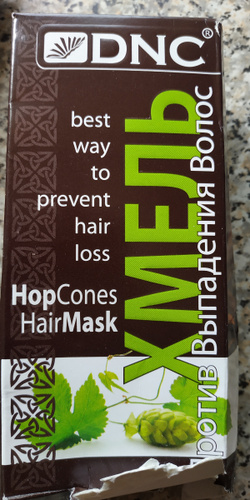 DNC®
best
way
to
prevent
hair
loss
HopCones
HairMask
ХМЕЛЬ
против Выпадения Волос